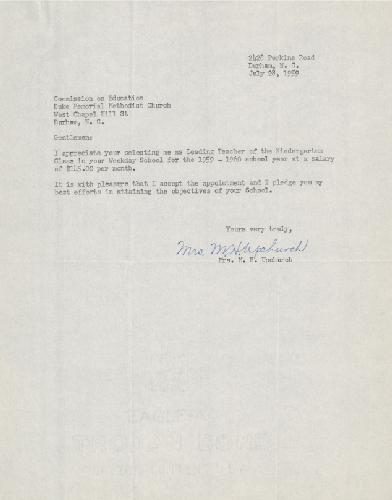 2428 Perkins Road
Durham, N. C.
July 28, 1959
Commission on Education
Duke Memorial Methodist Church
West Chapel Hill St
Durham, N. C.
Gentlemen:
I appreciate your selecting me as Leading Teacher of the Kindergarten
Class in your Weekday School for the 1959 - 1960 school year at a salary
of $145.00 per month.
It is with pleasure that I accept the appointment and I pledge you my
best efforts in attaining the objectives of your School.
Yours very truly,
Mrs. W. H. Upchurch
Mrs. W. H. Upchurch